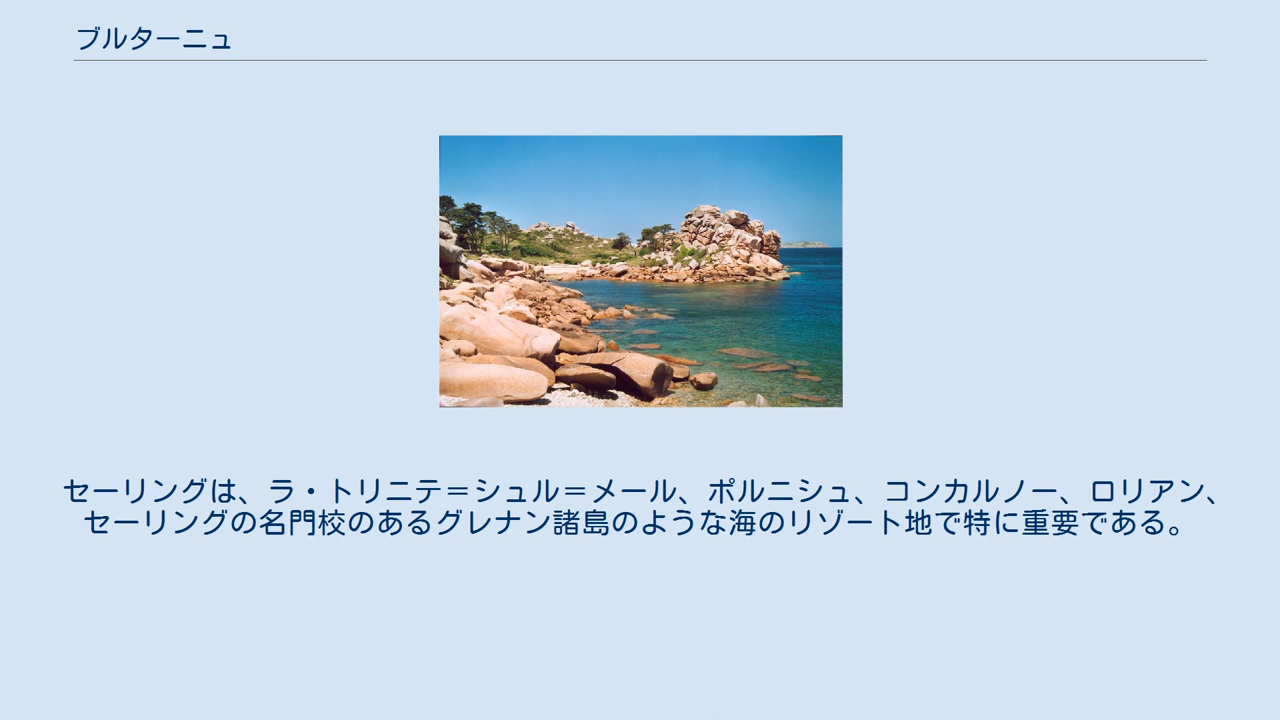 ブルターニュ
セーリングは、ラ・トリニテ＝シュル＝メール、ポルニシュ、コンカルノー、ロリアン、
セーリングの名門校のあるグレナン諸島のような海のリゾート地で特に重要である。